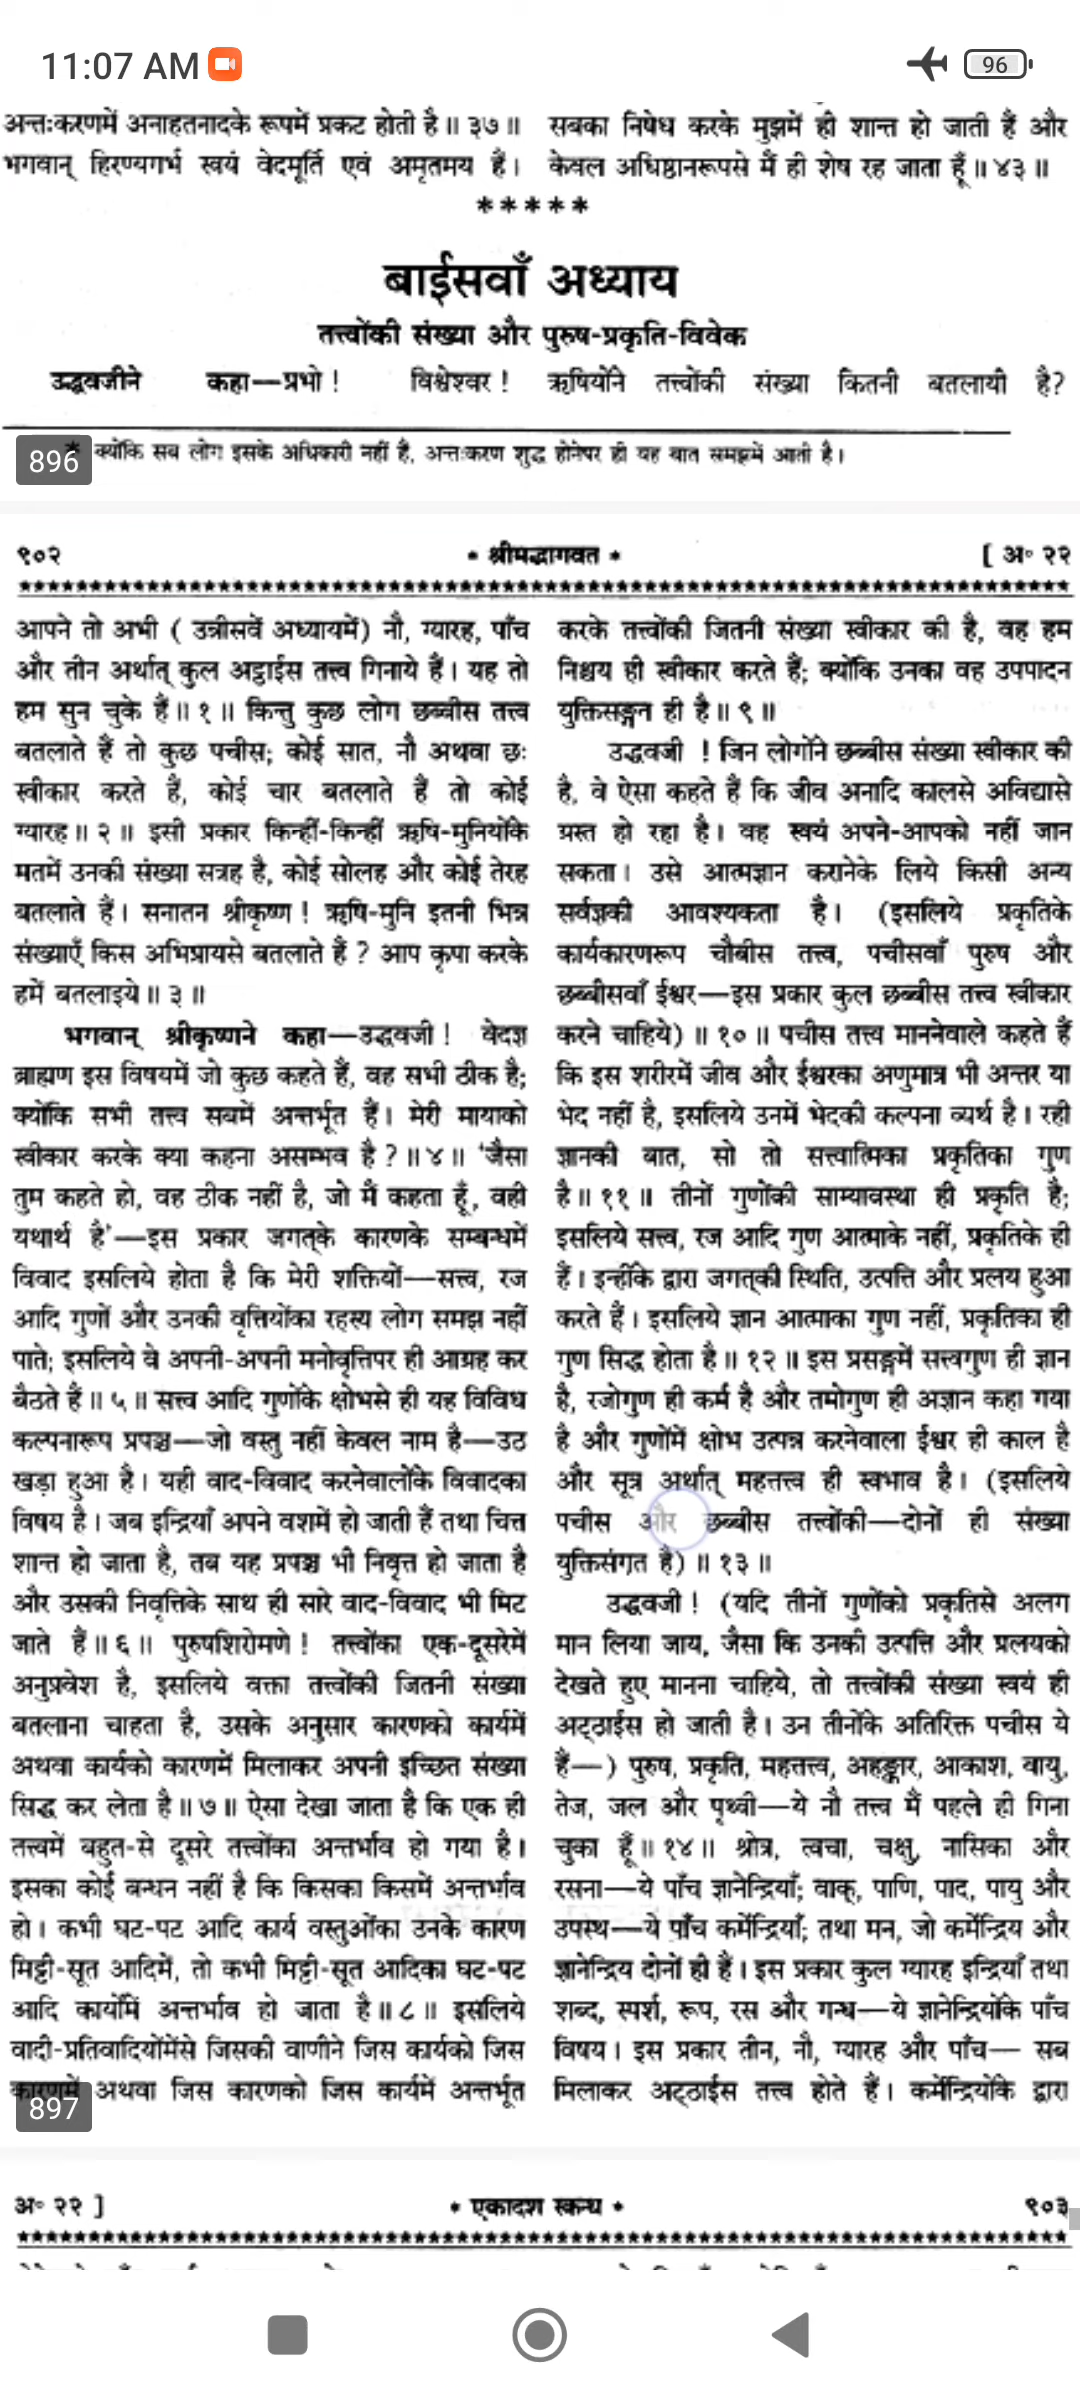 11:07 AM
96
अन्तःकरणमें अनाहतनादके रूपमें प्रकट होती है॥ ३७॥
भगवान् हिरण्यगर्भ स्वयं वेदमूर्ति एवं अमृतमय हैं।
सबका निषेध करके मुझमें ही शान्त हो जाती हैं और
केवल अधिष्ठानरूपसे मैं ही शेष रह जाता हूँ॥ ४३॥
*****
बाईसवाँ अध्याय
तत्त्वोंकी संख्या और पुरुष-प्रकृति-विवेक
उद्धवजीने कहा—प्रभो! विश्वेश्वर! ऋषियोंने तत्त्वोंकी संख्या कितनी बतलायी है?
896
* क्योंकि सब लोग इसके अधिकारी नहीं है, अन्तःकरण शुद्ध होनेपर ही यह बात समझमें आती है।
९०२
* श्रीमद्भागवत *
[ अ॰ २२
आपने तो अभी ( उन्नीसवें अध्यायमें) नौ, ग्यारह, पाँच
और तीन अर्थात् कुल अट्ठाईस तत्त्व गिनाये हैं। यह तो
हम सुन चुके हैं॥ १॥ किन्तु कुछ लोग छब्बीस तत्त्व
बतलाते हैं तो कुछ पचीस; कोई सात, नौ अथवा छः
स्वीकार करते हैं, कोई चार बतलाते हैं तो कोई
ग्यारह॥ २॥ इसी प्रकार किन्हीं-किन्हीं ऋषि-मुनियोंके
मतमें उनकी संख्या सत्रह है, कोई सोलह और कोई तेरह
बतलाते हैं। सनातन श्रीकृष्ण! ऋषि-मुनि इतनी भिन्न
संख्याएँ किस अभिप्रायसे बतलाते हैं? आप कृपा करके
हमें बतलाइये॥ ३॥
भगवान् श्रीकृष्णने कहा—उद्धवजी! वेदज्ञ
ब्राह्मण इस विषयमें जो कुछ कहते हैं, वह सभी ठीक है;
क्योंकि सभी तत्त्व सबमें अन्तर्भूत हैं। मेरी मायाको
स्वीकार करके क्या कहना असम्भव है?॥४॥ 'जैसा
तुम कहते हो, वह ठीक नहीं है, जो मैं कहता हूँ, वही
यथार्थ है'—इस प्रकार जगत्के कारणके सम्बन्धमें
विवाद इसलिये होता है कि मेरी शक्तियों—सत्त्व, रज
आदि गुणों और उनकी वृत्तियोंका रहस्य लोग समझ नहीं
पाते; इसलिये वे अपनी-अपनी मनोवृत्तिपर ही आग्रह कर
बैठते हैं॥ ५॥ सत्त्व आदि गुणोंके क्षोभसे ही यह विविध
कल्पनारूप प्रपञ्च—जो वस्तु नहीं केवल नाम है—उठ
खड़ा हुआ है। यही वाद-विवाद करनेवालोंके विवादका
विषय है। जब इन्द्रियाँ अपने वशमें हो जाती हैं तथा चित्त
शान्त हो जाता है, तब यह प्रपञ्च भी निवृत्त हो जाता है
और उसकी निवृत्तिके साथ ही सारे वाद-विवाद भी मिट
जाते हैं॥६॥ पुरुषशिरोमणे! तत्त्वोंका एक-दूसरेमें
अनुप्रवेश है, इसलिये वक्ता तत्त्वोंकी जितनी संख्या
बतलाना चाहता है, उसके अनुसार कारणको कार्यमें
अथवा कार्यको कारणमें मिलाकर अपनी इच्छित संख्या
सिद्ध कर लेता है॥७॥ ऐसा देखा जाता है कि एक ही
तत्त्वमें बहुत-से दूसरे तत्त्वोंका अन्तर्भाव हो गया है।
इसका कोई बन्धन नहीं है कि किसका किसमें अन्तर्भाव
हो। कभी घट-पट आदि कार्य वस्तुओंका उनके कारण
मिट्टी-सूत आदिमें, तो कभी मिट्टी-सूत आदिका घट-पट
आदि कार्योंमें अन्तर्भाव हो जाता है॥८॥ इसलिये
वादी-प्रतिवादियोंमेंसे जिसकी वाणीने जिस कार्यको जिस
कारणमें अथवा जिस कारणको जिस कार्यमें अन्तर्भूत
897
करके तत्त्वोंकी जितनी संख्या स्वीकार की है, वह हम
निश्चय ही स्वीकार करते हैं; क्योंकि उनका वह उपपादन
युक्तिसङ्गत ही है॥९॥
उद्धवजी ! जिन लोगोंने छब्बीस संख्या स्वीकार की
है, वे ऐसा कहते हैं कि जीव अनादि कालसे अविद्यासे
ग्रस्त हो रहा है। वह स्वयं अपने-आपको नहीं जान
सकता। उसे आत्मज्ञान करानेके लिये किसी अन्य
सर्वज्ञकी आवश्यकता है। (इसलिये प्रकृतिके
कार्यकारणरूप चौबीस तत्त्व, पचीसवाँ पुरुष और
छब्बीसवाँ ईश्वर—इस प्रकार कुल छब्बीस तत्त्व स्वीकार
करने चाहिये)॥ १०॥ पचीस तत्त्व माननेवाले कहते हैं
कि इस शरीरमें जीव और ईश्वरका अणुमात्र भी अन्तर या
भेद नहीं है, इसलिये उनमें भेदकी कल्पना व्यर्थ है। रही
ज्ञानकी बात, सो तो सत्त्वात्मिका प्रकृतिका गुण
है॥११॥ तीनों गुणोंकी साम्यावस्था ही प्रकृति है;
इसलिये सत्त्व, रज आदि गुण आत्माके नहीं, प्रकृतिके ही
हैं। इन्हींके द्वारा जगत्की स्थिति, उत्पत्ति और प्रलय हुआ
करते हैं। इसलिये ज्ञान आत्माका गुण नहीं, प्रकृतिका ही
गुण सिद्ध होता है॥ १२॥ इस प्रसङ्गमें सत्त्वगुण ही ज्ञान
है, रजोगुण ही कर्म है और तमोगुण ही अज्ञान कहा गया
है और गुणोंमें क्षोभ उत्पन्न करनेवाला ईश्वर ही काल है
और सूत्र अर्थात् महत्तत्त्व ही स्वभाव है। (इसलिये
पचीस और छब्बीस तत्त्वोंकी—दोनों ही संख्या
युक्तिसंगत है)॥१३॥
उद्धवजी! (यदि तीनों गुणोंको प्रकृतिसे अलग
मान लिया जाय, जैसा कि उनकी उत्पत्ति और प्रलयको
देखते हुए मानना चाहिये, तो तत्त्वोंकी संख्या स्वयं ही
अट्ठाईस हो जाती है। उन तीनोंके अतिरिक्त पचीस ये
हैं—) पुरुष, प्रकृति, महत्तत्त्व, अहङ्कार, आकाश, वायु,
तेज, जल और पृथ्वी—ये नौ तत्त्व मैं पहले ही गिना
चुका हूँ॥ १४॥ श्रोत्र, त्वचा, चक्षु, नासिका और
रसना—ये पाँच ज्ञानेन्द्रियाँ; वाक्, पाणि, पाद, पायु और
उपस्थ—ये पाँच कर्मेन्द्रियाँ; तथा मन, जो कर्मेन्द्रिय और
ज्ञानेन्द्रिय दोनों ही हैं। इस प्रकार कुल ग्यारह इन्द्रियाँ तथा
शब्द, स्पर्श, रूप, रस और गन्ध—ये ज्ञानेन्द्रियोंके पाँच
विषय। इस प्रकार तीन, नौ, ग्यारह और पाँच— सब
मिलाकर अट्ठाईस तत्त्व होते हैं। कर्मेन्द्रियोंके द्वारा
अ॰ २२ ]
* एकादश स्कन्ध *
९०३